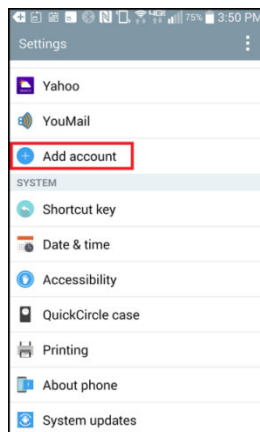 75% 3:50 PM
Settings
Yahoo
YouMail
Add account
SYSTEM
Shortcut key
Date & time
Accessibility
QuickCircle case
Printing
About phone
System updates